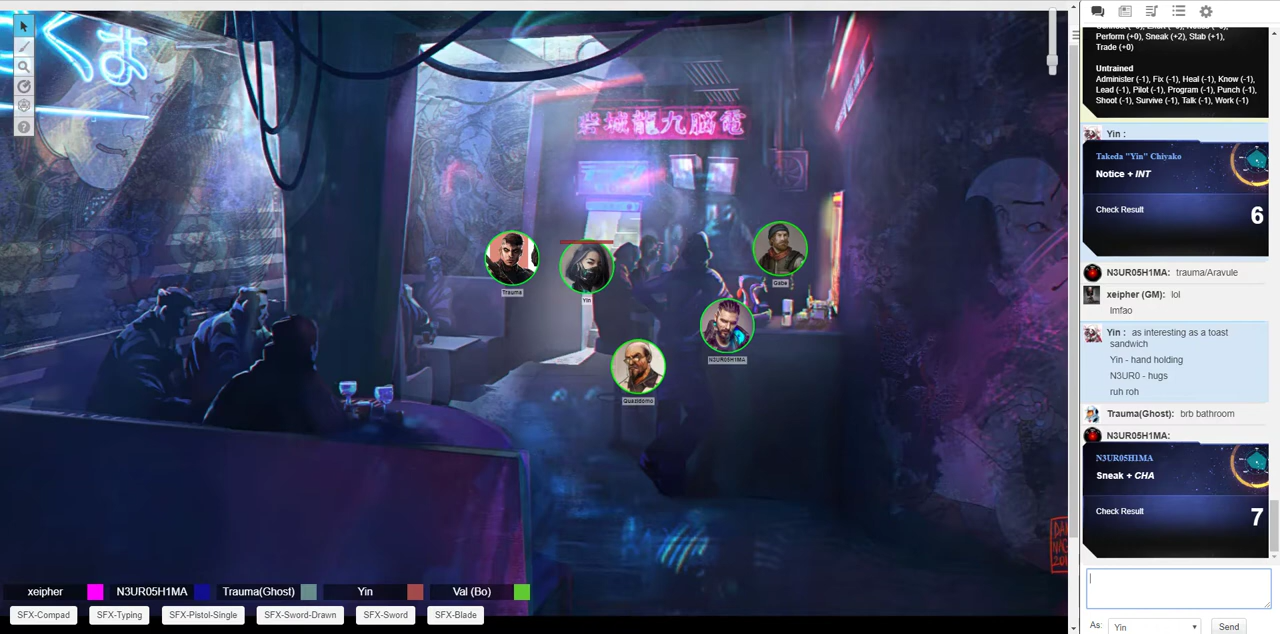 くま
岩城龍九脳電
Trauma
Yin
Gabe
N3UR05H1MA
Quazidomo
xeipher
N3UR05H1MA
Trauma(Ghost)
Yin
Val (Bo)
SFX-Compad
SFX-Typing
SFX-Pistol-Single
SFX-Sword-Drawn
SFX-Sword
SFX-Blade
Perform (+0), Sneak (+2), Stab (+1),
Trade (+0)
Untrained
Administer (-1), Fix (-1), Heal (-1), Know (-1),
Lead (-1), Pilot (-1), Program (-1), Punch (-1),
Shoot (-1), Survive (-1), Talk (-1), Work (-1)
Yin :
Takeda "Yin" Chiyako
Notice + INT
Check Result
6
N3UR05H1MA: trauma/Aravule
xeipher (GM): lol
lmfao
Yin : as interesting as a toast
sandwich
Yin - hand holding
N3UR0 - hugs
ruh roh
Trauma(Ghost): brb bathroom
N3UR05H1MA:
N3UR05H1MA
Sneak + CHA
Check Result
7
As:
Yin
Send